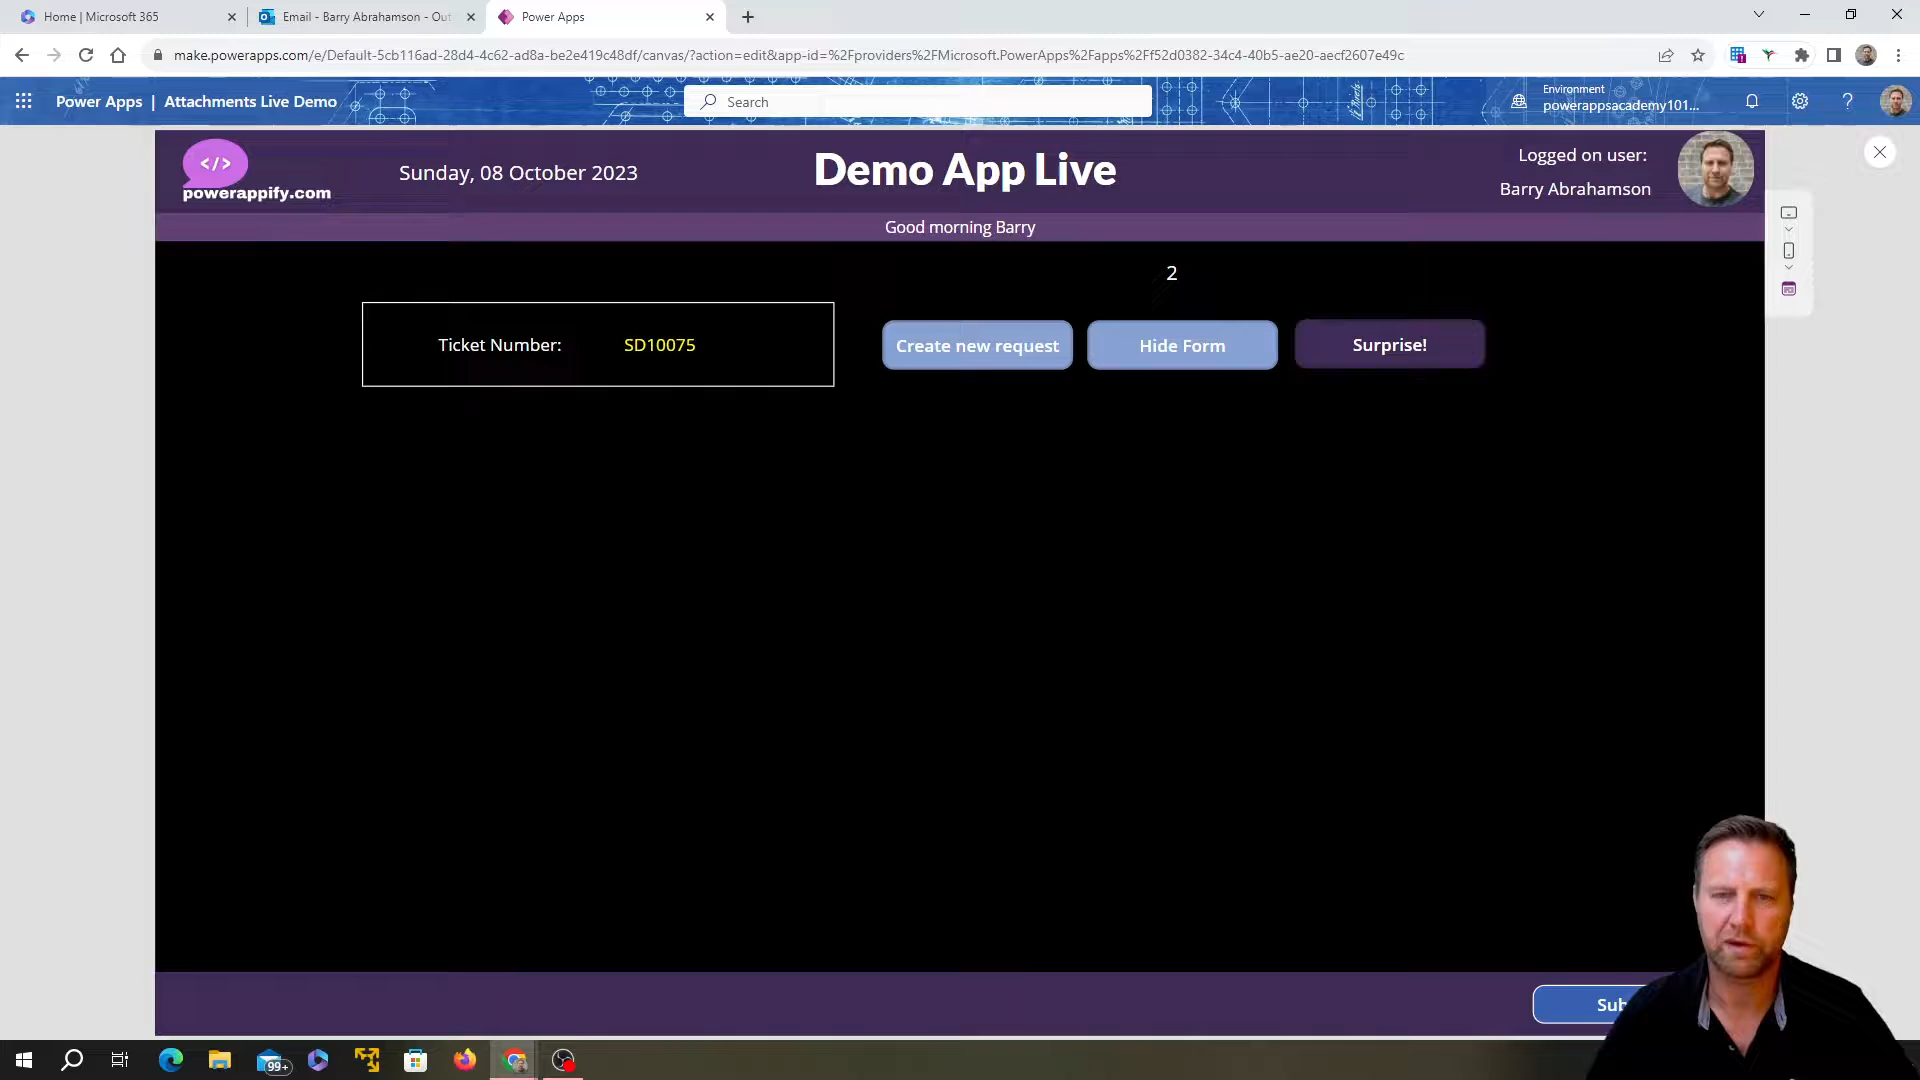 Home | Microsoft 365
Email - Barry Abrahamson - Out
Power Apps
make.powerapps.com/e/Default-5cb116ad-28d4-4c62-ad8a-be2e419c48df/canvas/?action=edit&app-id=%2Fproviders%2FMicrosoft.PowerApps%2Fapps%2Ff52d0382-34c4-40b5-ae20-aecf2607e49c
Power Apps | Attachments Live Demo
Search
Environment
powerappsacademy101...
</>
powerappify.com
Sunday, 08 October 2023
Demo App Live
Logged on user:
Barry Abrahamson
Good morning Barry
2
Ticket Number: SD10075
Create new request
Hide Form
Surprise!
Sub
99+